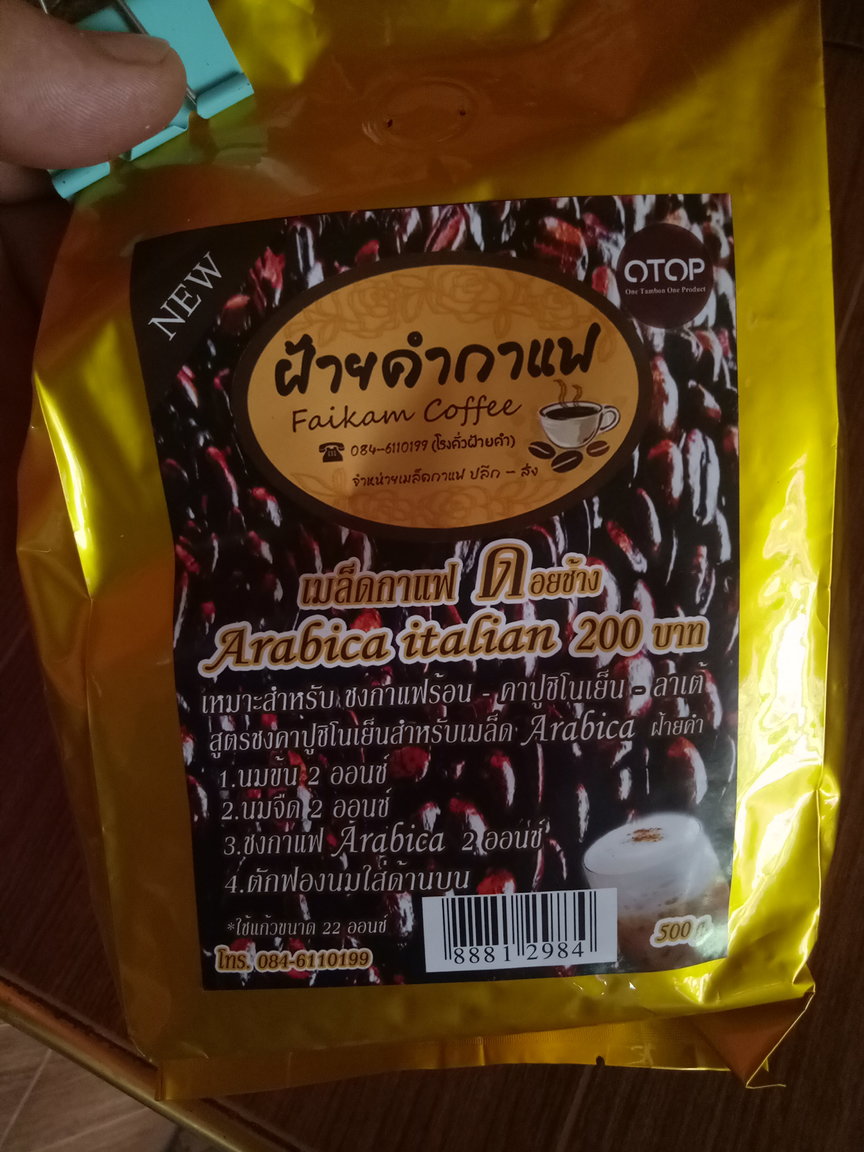 NEW
OTOP
One Tambon One Product
ฝ้ายคำกาแฟ
Faikam Coffee
084-6110199 (โรงคั่วฝ้ายคำ)
จำหน่ายเมล็ดกาแฟ ปลีก - ส่ง
เมล็ดกาแฟ ดอยช้าง
Arabica italian 200 บาท
เหมาะสำหรับ ชงกาแฟร้อน - คาปูชิโนเย็น - ลาเต้
สูตรชงคาปูชิโนเย็นสำหรับเมล็ด Arabica ฝ้ายคำ
1.นมข้น 2 ออนซ์
2.นมจืด 2 ออนซ์
3.ชงกาแฟ Arabica 2 ออนซ์
4.ตักฟองนมใส่ด้านบน
*ใช้แก้วขนาด 22 ออนซ์
500 ก.
โทร. 084-6110199
8881 2984